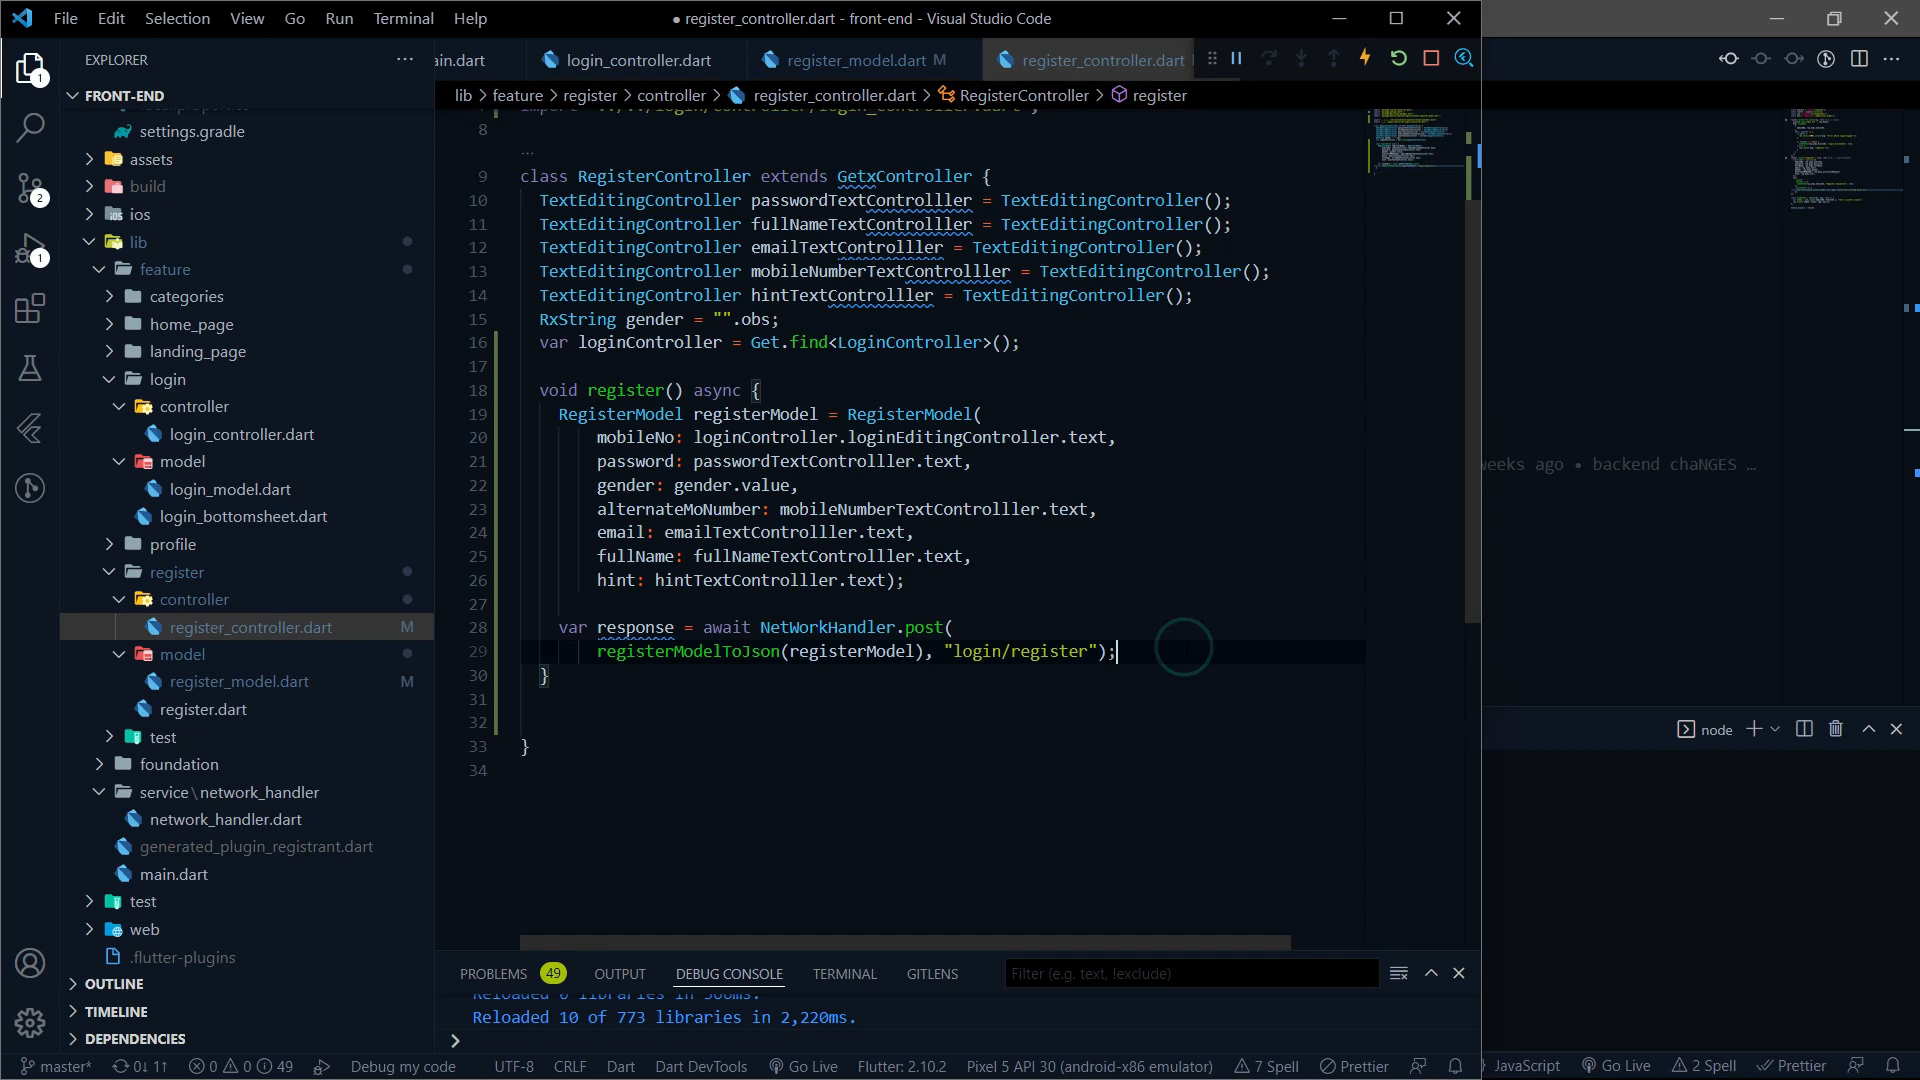 File Edit Selection View Go Run Terminal Help
● register_controller.dart - front-end - Visual Studio Code
EXPLORER
ain.dart
login_controller.dart
register_model.dart M
register_controller.dart
FRONT-END
lib > feature > register > controller > register_controller.dart > RegisterController > register
settings.gradle
assets
build
ios
lib
feature
categories
home_page
landing_page
login
controller
login_controller.dart
model
login_model.dart
login_bottomsheet.dart
profile
register
controller
register_controller.dart M
model
register_model.dart M
register.dart
test
foundation
service\network_handler
network_handler.dart
generated_plugin_registrant.dart
main.dart
test
web
.flutter-plugins
OUTLINE
TIMELINE
DEPENDENCIES
1
2
1
8
...
9 class RegisterController extends GetxController {
10 TextEditingController passwordTextControlller = TextEditingController();
11 TextEditingController fullNameTextControlller = TextEditingController();
12 TextEditingController emailTextControlller = TextEditingController();
13 TextEditingController mobileNumberTextControlller = TextEditingController();
14 TextEditingController hintTextControlller = TextEditingController();
15 RxString gender = "".obs;
16 var loginController = Get.find<LoginController>();
17
18 void register() async {
19 RegisterModel registerModel = RegisterModel(
20 mobileNo: loginController.loginEditingController.text,
21 password: passwordTextControlller.text,
22 gender: gender.value,
23 alternateMoNumber: mobileNumberTextControlller.text,
24 email: emailTextControlller.text,
25 fullName: fullNameTextControlller.text,
26 hint: hintTextControlller.text);
27
28 var response = await NetWorkHandler.post(
29 registerModelToJson(registerModel), "login/register");
30 }
31
32
33 }
34
weeks ago • backend chaNGES ...
node
PROBLEMS 49 OUTPUT DEBUG CONSOLE TERMINAL GITLENS
Filter (e.g. text, !exclude)
Reloaded 10 of 773 libraries in 2,220ms.
master* 0↓ 1↑ 0 0 49 Debug my code UTF-8 CRLF Dart Dart DevTools Go Live Flutter: 2.10.2 Pixel 5 API 30 (android-x86 emulator) 7 Spell Prettier
JavaScript Go Live 2 Spell Prettier